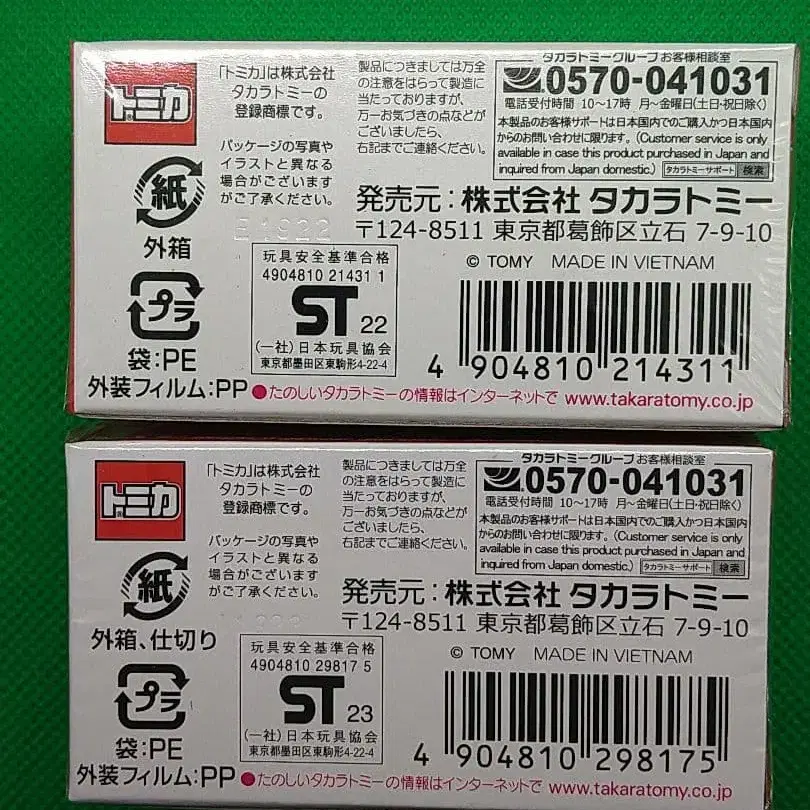 トミカ
「トミカ」は株式会社
タカラトミーの
登録商標です。
パッケージの写真や
イラストと異なる
場合がございます
がご了承ください。
製品につきましては万全
の注意をはらって製造に
当たっておりますが、
万一お気づきの点などが
ございましたら、
右記までご連絡ください。
タカラトミーグループ お客様相談室
0570-041031
電話受付時間 10〜17時 月〜金曜日(土日・祝日除く)
本製品のお客様サポートは日本国内でのご購入かつ日本国内
からのお問い合わせに限ります。(Customer service is only
available in case this product purchased in Japan and
inquired from Japan domestic.) タカラトミーサポート 検索
紙
外箱
発売元:株式会社 タカラトミー
〒124-8511 東京都葛飾区立石 7-9-10
© TOMY MADE IN VIETNAM
玩具安全基準合格
4904810 21431 1
ST 22
(一社)日本玩具協会
東京都墨田区東駒形4-22-4
プラ
袋:PE
外装フィルム:PP
4 904810 214311
●たのしいタカラトミーの情報はインターネットで www.takaratomy.co.jp
トミカ
「トミカ」は株式会社
タカラトミーの
登録商標です。
パッケージの写真や
イラストと異なる
場合がございます
がご了承ください。
製品につきましては万全
の注意をはらって製造に
当たっておりますが、
万一お気づきの点などが
ございましたら、
右記までご連絡ください。
タカラトミーグループ お客様相談室
0570-041031
電話受付時間 10〜17時 月〜金曜日(土日・祝日除く)
本製品のお客様サポートは日本国内でのご購入かつ日本国内
からのお問い合わせに限ります。(Customer service is only
available in case this product purchased in Japan and
inquired from Japan domestic.) タカラトミーサポート 検索
紙
外箱、仕切り
発売元:株式会社 タカラトミー
〒124-8511 東京都葛飾区立石 7-9-10
© TOMY MADE IN VIETNAM
玩具安全基準合格
4904810 29817 5
ST 23
(一社)日本玩具協会
東京都墨田区東駒形4-22-4
プラ
袋:PE
外装フィルム:PP
4 904810 298175
●たのしいタカラトミーの情報はインターネットで www.takaratomy.co.jp